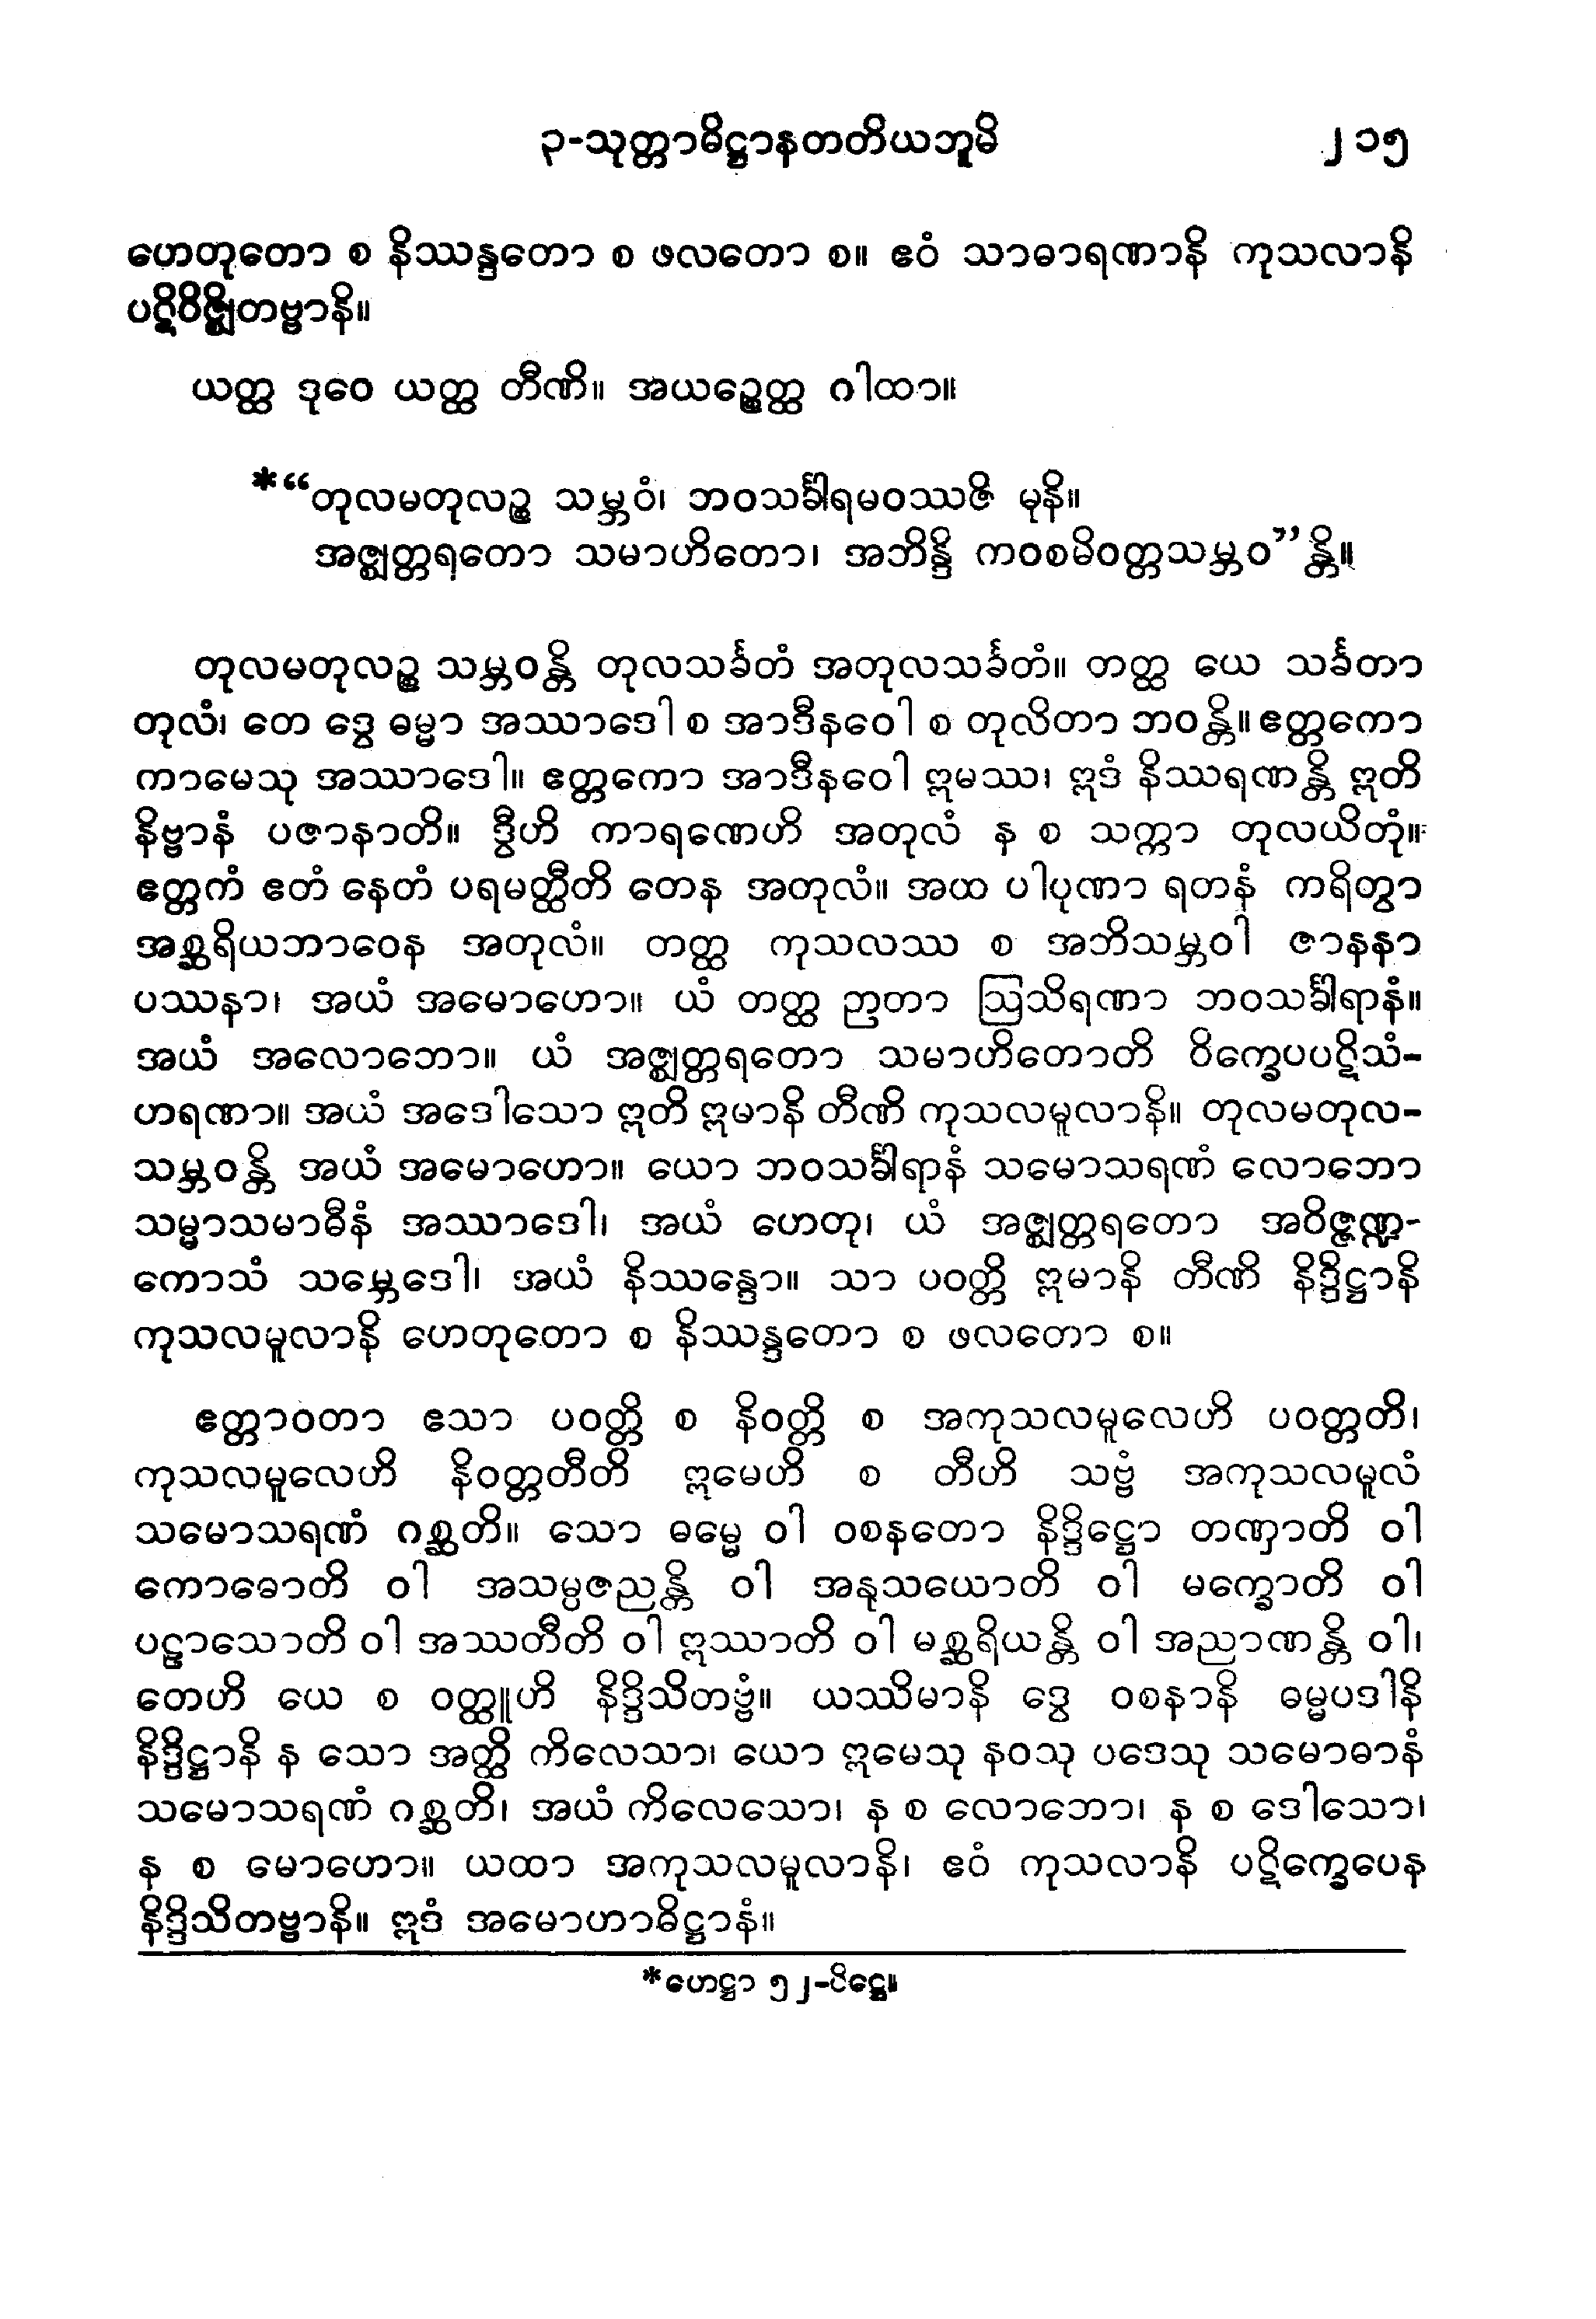 ၃-သုတ္တာဓိဋ္ဌာနတတိယဘူမိ ၂၁၅
ဟေတုတော စ နိဿန္ဒတော စ ဖလတော စ။ ဧဝံ သာဓာရဏာနိ ကုသလာနိ
ပဋိဝိဇ္ဈိတဗ္ဗာနိ။
ယတ္ထ ဒုဝေ ယတ္ထ တီဏိ။ အယဉ္စေတ္ထ ဂါထာ။
*“တုလမတုလဉ္စ သမ္ဘဝံ၊ ဘဝသင်္ခါရမဝဿဇိ မုနိ။
အဇ္ဈတ္တရတော သမာဟိတော၊ အဘိန္ဒိ ကဝစမိဝတ္တသမ္ဘဝ”န္တိ။
တုလမတုလဉ္စ သမ္ဘဝန္တိ တုလသင်္ခတံ အတုလသင်္ခတံ။ တတ္ထ ယေ သင်္ခတာ
တုလံ၊ တေ ဒွေ ဓမ္မာ အဿာဒေါ စ အာဒီနဝေါ စ တုလိတာ ဘဝန္တိ။ ဧတ္တကော
ကာမေသု အဿာဒေါ။ ဧတ္တကော အာဒီနဝေါ ဣမဿ၊ ဣဒံ နိဿရဏန္တိ ဣတိ
နိဗ္ဗာနံ ပဇာနာတိ။ ဒွီဟိ ကာရဏေဟိ အတုလံ န စ သက္ကာ တုလယိတုံ။
ဧတ္တကံ ဧတံ နေတံ ပရမတ္ထီတိ တေန အတုလံ။ အထ ပါပုဏာ ရတနံ ကရိတွာ
အစ္ဆရိယဘာဝေန အတုလံ။ တတ္ထ ကုသလဿ စ အဘိသမ္ဘဝါ ဇာနနာ
ပဿနာ၊ အယံ အမောဟော။ ယံ တတ္ထ ဉာတာ ဩသိရဏာ ဘဝသင်္ခါရာနံ။
အယံ အလောဘော။ ယံ အဇ္ဈတ္တရတော သမာဟိတောတိ ဝိက္ခေပပဋိသံ-
ဟရဏာ။ အယံ အဒေါသော ဣတိ ဣမာနိ တီဏိ ကုသလမူလာနိ။ တုလမတုလ-
သမ္ဘဝန္တိ အယံ အမောဟော။ ယော ဘဝသင်္ခါရာနံ သမောသရဏံ လောဘော
သမ္မာသမာဓီနံ အဿာဒေါ၊ အယံ ဟေတု၊ ယံ အဇ္ဈတ္တရတော အဝိဇ္ဇဏ္ဍ-
ကောသံ သမ္ဘေဒေါ၊ အယံ နိဿန္ဒော။ သာ ပဝတ္တိ ဣမာနိ တီဏိ နိဒ္ဒိဋ္ဌာနိ
ကုသလမူလာနိ ဟေတုတော စ နိဿန္ဒတော စ ဖလတော စ။
ဧတ္တာဝတာ ဧသာ ပဝတ္တိ စ နိဝတ္တိ စ အကုသလမူလေဟိ ပဝတ္တတိ၊
ကုသလမူလေဟိ နိဝတ္တတီတိ ဣမေဟိ စ တီဟိ သဗ္ဗံ အကုသလမူလံ
သမောသရဏံ ဂစ္ဆတိ။ သော ဓမ္မေ ဝါ ဝစနတော နိဒ္ဒိဋ္ဌော တဏှာတိ ဝါ
ကောဓောတိ ဝါ အသမ္ပဇညန္တိ ဝါ အနုသယောတိ ဝါ မက္ခောတိ ဝါ
ပဠာသောတိ ဝါ အဿတီတိ ဝါ ဣဿာတိ ဝါ မစ္ဆရိယန္တိ ဝါ အညာဏန္တိ ဝါ၊
တေဟိ ယေ စ ဝတ္ထူဟိ နိဒ္ဒိသိတဗ္ဗံ။ ယဿိမာနိ ဒွေ ဝစနာနိ ဓမ္မပဒါနိ
နိဒ္ဒိဋ္ဌာနိ န သော အတ္ထိ ကိလေသာ၊ ယော ဣမေသု နဝသု ပဒေသု သမောဓာနံ
သမောသရဏံ ဂစ္ဆတိ၊ အယံ ကိလေသော၊ န စ လောဘော၊ န စ ဒေါသော၊
န စ မောဟော။ ယထာ အကုသလမူလာနိ၊ ဧဝံ ကုသလာနိ ပဋိက္ခေပေန
နိဒ္ဒိသိတဗ္ဗာနိ။ ဣဒံ အမောဟာဓိဋ္ဌာနံ။
*ဟေဋ္ဌာ ၅၂-ပိဋ္ဌေ။